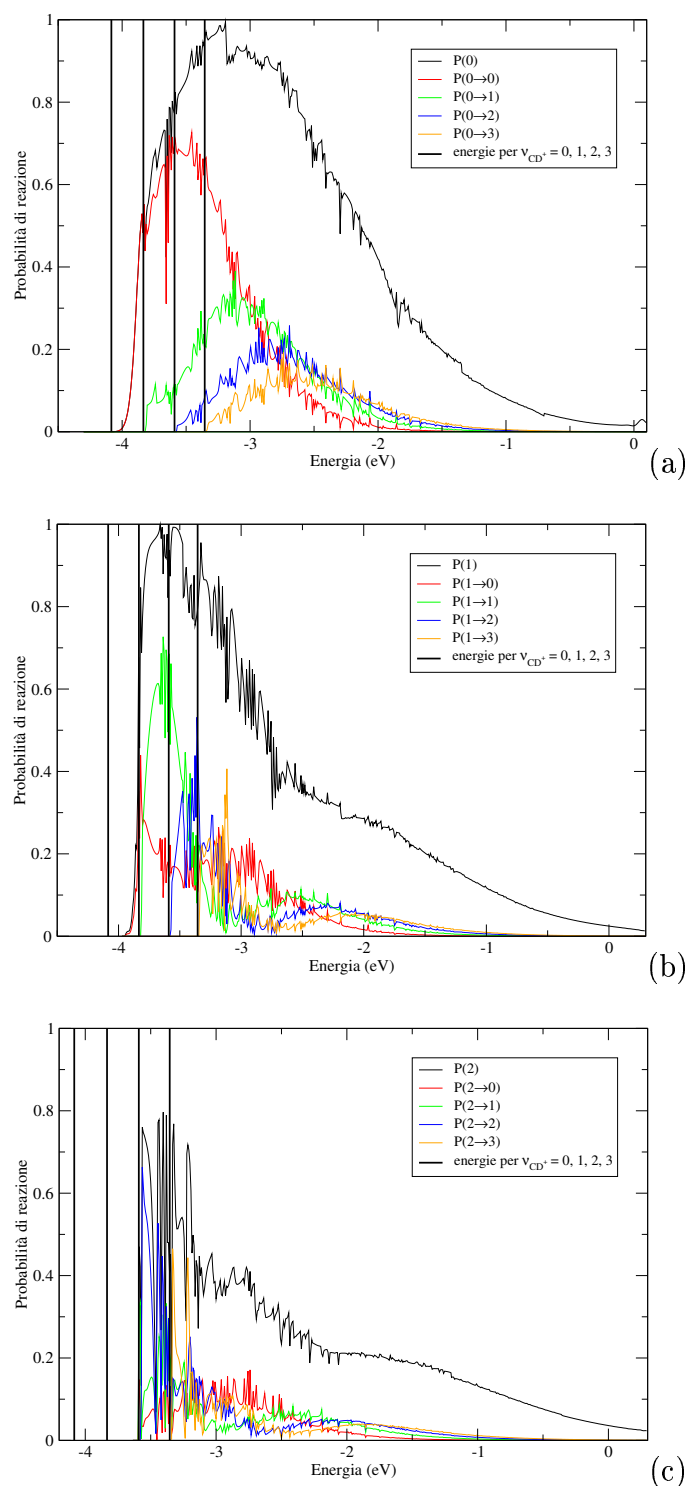 1
0.8
0.6
0.4
0.2
0
Probabilità di reazione
P(0)
P(0→0)
P(0→1)
P(0→2)
P(0→3)
energie per νCD⁺ = 0, 1, 2, 3
-4 -3 -2 -1 0
Energia (eV)
(a)
1
0.8
0.6
0.4
0.2
0
Probabilità di reazione
P(1)
P(1→0)
P(1→1)
P(1→2)
P(1→3)
energie per νCD⁺ = 0, 1, 2, 3
-4 -3 -2 -1 0
Energia (eV)
(b)
1
0.8
0.6
0.4
0.2
0
Probabilità di reazione
P(2)
P(2→0)
P(2→1)
P(2→2)
P(2→3)
energie per νCD⁺ = 0, 1, 2, 3
-4 -3 -2 -1 0
Energia (eV)
(c)